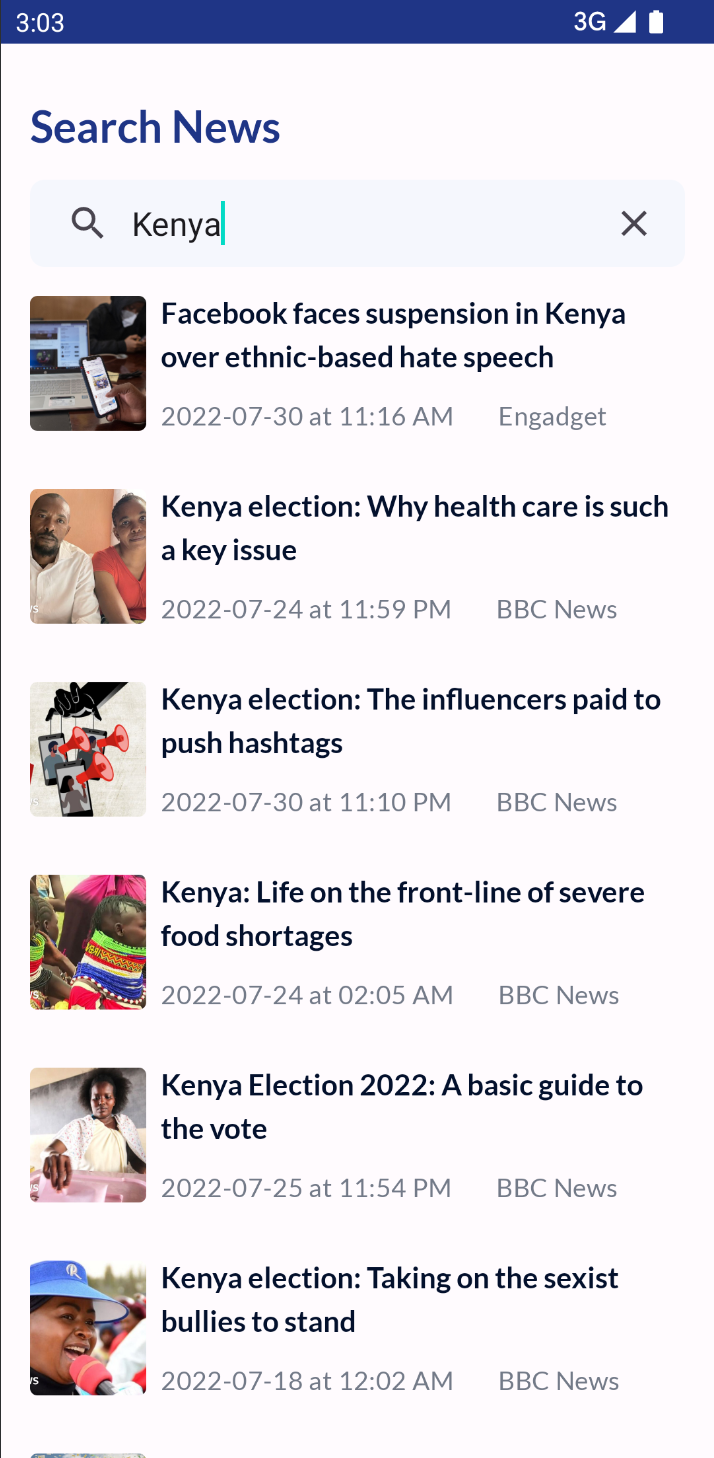 3:03 3G
Search News
Kenya
Facebook faces suspension in Kenya
over ethnic-based hate speech
2022-07-30 at 11:16 AM Engadget
Kenya election: Why health care is such
a key issue
2022-07-24 at 11:59 PM BBC News
Kenya election: The influencers paid to
push hashtags
2022-07-30 at 11:10 PM BBC News
Kenya: Life on the front-line of severe
food shortages
2022-07-24 at 02:05 AM BBC News
Kenya Election 2022: A basic guide to
the vote
2022-07-25 at 11:54 PM BBC News
Kenya election: Taking on the sexist
bullies to stand
2022-07-18 at 12:02 AM BBC News